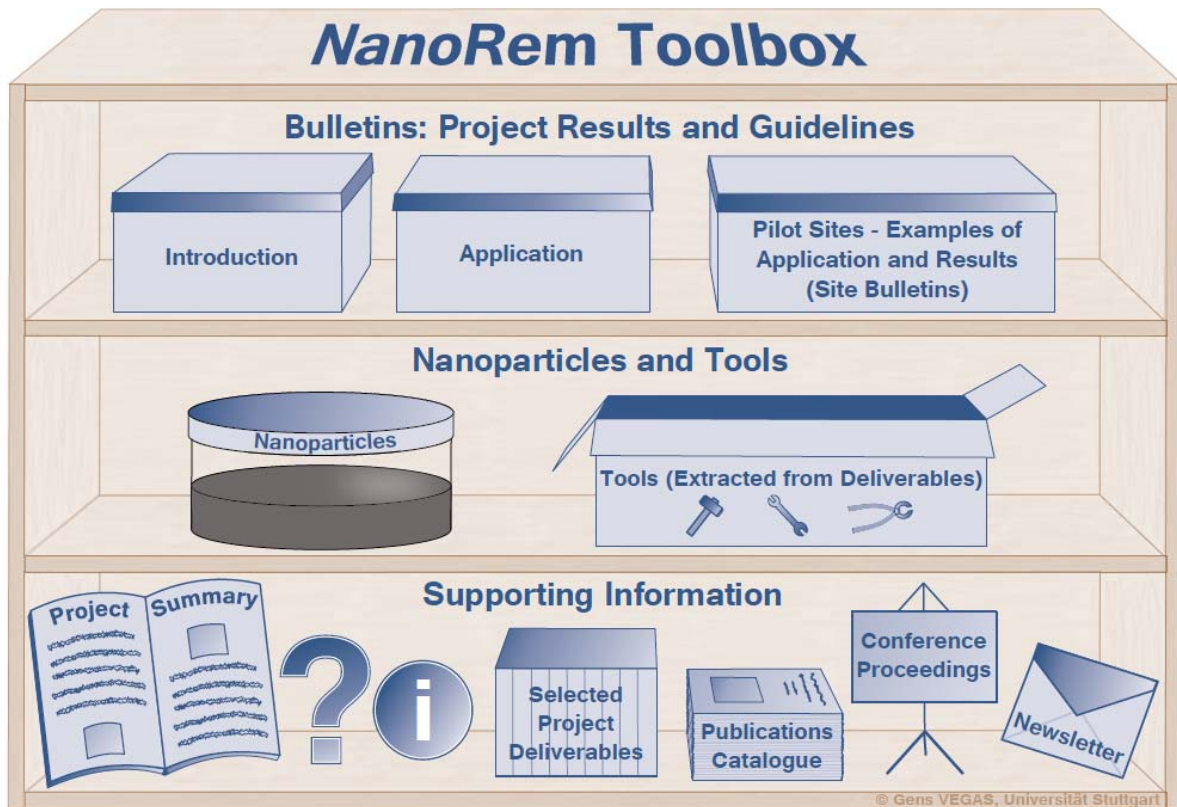 NanoRem Toolbox
Bulletins: Project Results and Guidelines
Introduction
Application
Pilot Sites - Examples of
Application and Results
(Site Bulletins)
Nanoparticles and Tools
Nanoparticles
Tools (Extracted from Deliverables)
Supporting Information
Project Summary
?
i
Selected
Project
Deliverables
Publications
Catalogue
Conference
Proceedings
Newsletter
© Gens VEGAS, Universität Stuttgart